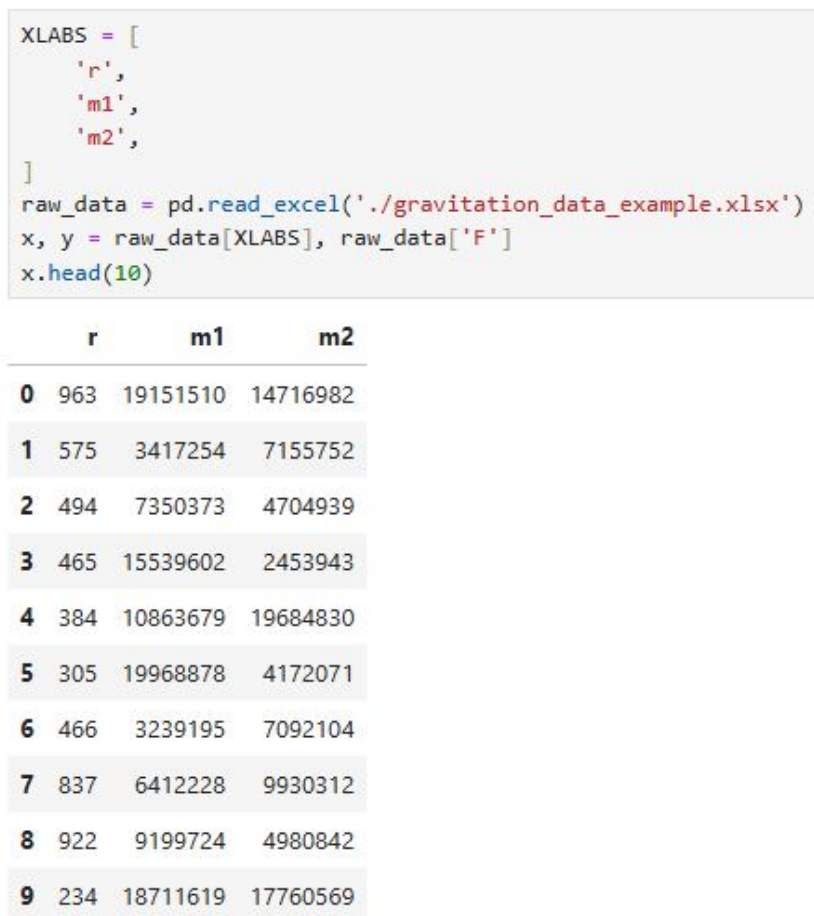 XLABS = [
    'r',
    'm1',
    'm2',
]
raw_data = pd.read_excel('./gravitation_data_example.xlsx')
x, y = raw_data[XLABS], raw_data['F']
x.head(10)
r m1 m2
0 963 19151510 14716982
1 575 3417254 7155752
2 494 7350373 4704939
3 465 15539602 2453943
4 384 10863679 19684830
5 305 19968878 4172071
6 466 3239195 7092104
7 837 6412228 9930312
8 922 9199724 4980842
9 234 18711619 17760569